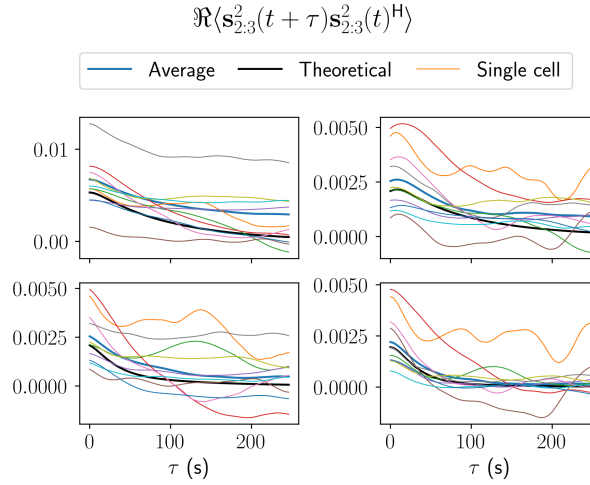 ℜ⟨s²₂:₃(t + τ)s²₂:₃(t)ᴴ⟩
Average Theoretical Single cell
0.01
0.00
0.0050
0.0025
0.0000
0.0050
0.0025
0.0000
0 100 200
τ (s)
0.0050
0.0025
0.0000
0 100 200
τ (s)